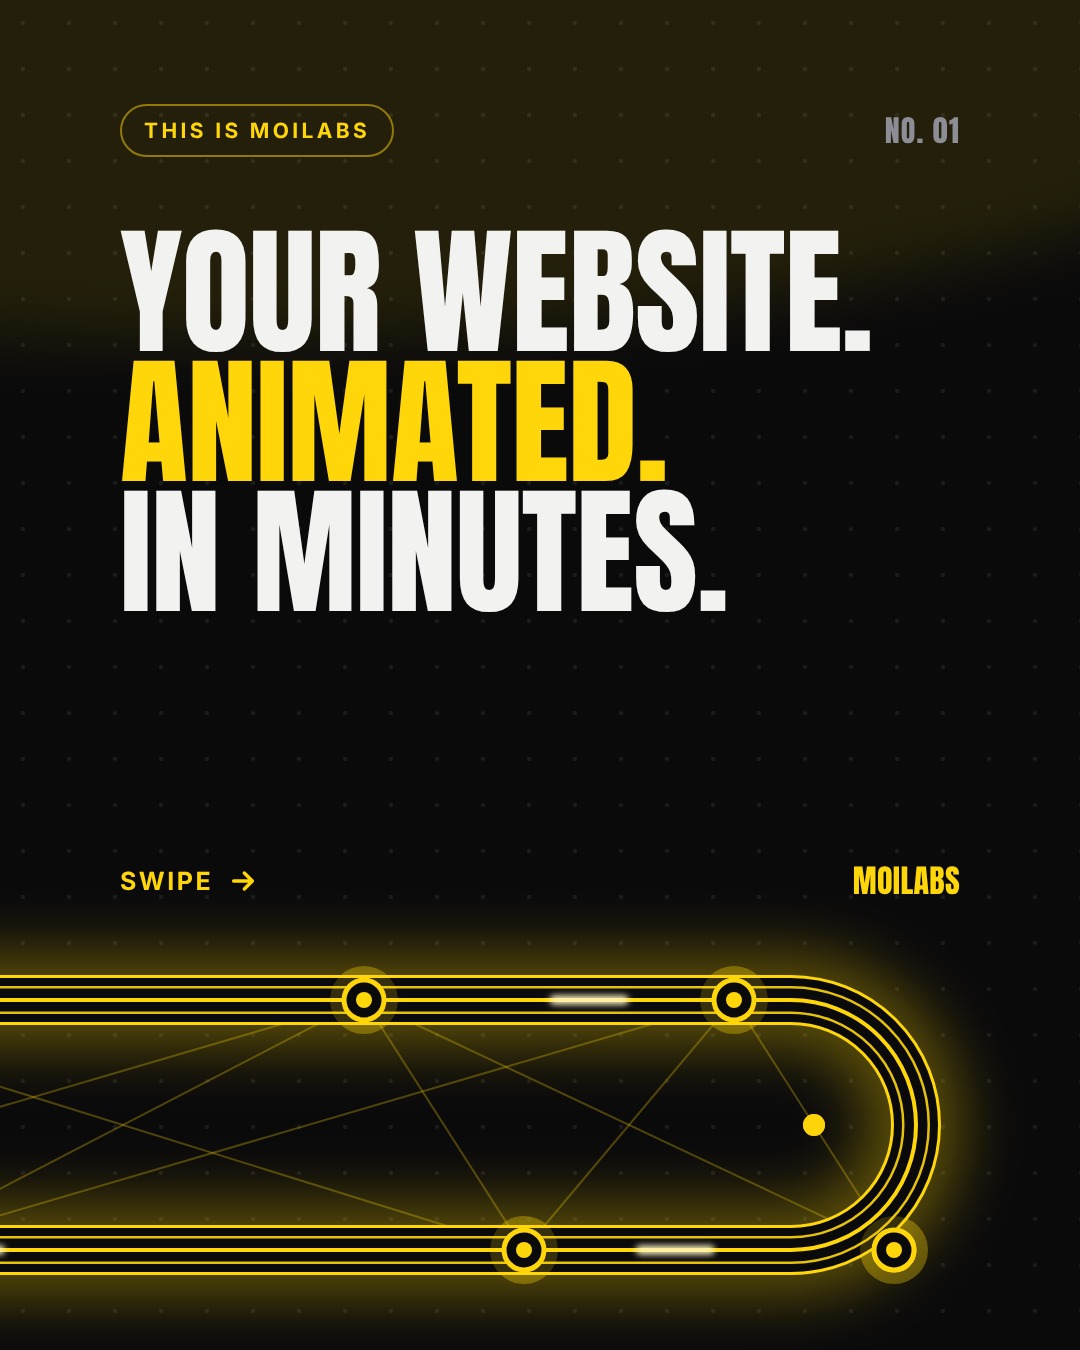 THIS IS MOILABS
NO. 01
YOUR WEBSITE.
ANIMATED.
IN MINUTES.
SWIPE →
MOILABS